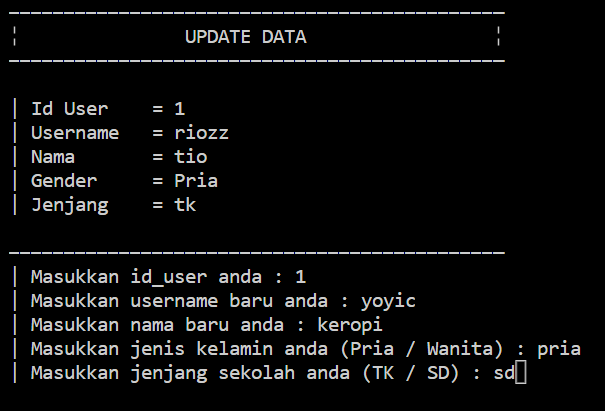 ¦ UPDATE DATA ¦
| Id User = 1
| Username = riozz
| Nama = tio
| Gender = Pria
| Jenjang = tk
| Masukkan id_user anda : 1
| Masukkan username baru anda : yoyic
| Masukkan nama baru anda : keropi
| Masukkan jenis kelamin anda (Pria / Wanita) : pria
| Masukkan jenjang sekolah anda (TK / SD) : sd